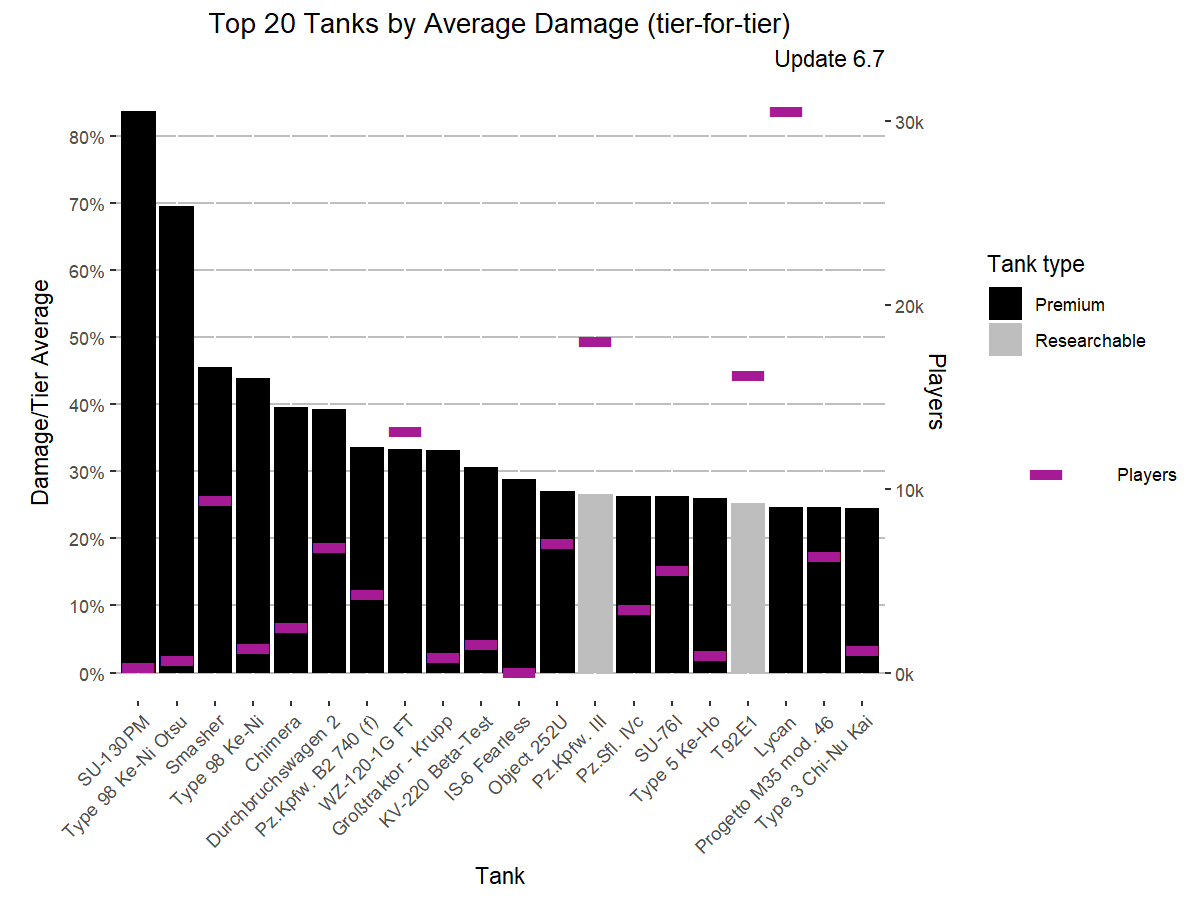 Top 20 Tanks by Average Damage (tier-for-tier)
Update 6.7
Damage/Tier Average
80%
70%
60%
50%
40%
30%
20%
10%
0%
30k
20k
10k
0k
Players
Tank type
Premium
Researchable
Players
SU-130PM
Type 98 Ke-Ni Otsu
Smasher
Type 98 Ke-Ni
Chimera
Durchbruchswagen 2
Pz.Kpfw. B2 740 (f)
WZ-120-1G FT
Großtraktor - Krupp
KV-220 Beta-Test
IS-6 Fearless
Object 252U
Pz.Kpfw. III
Pz.Sfl. IVc
SU-76I
Type 5 Ke-Ho
T92E1
Lycan
Progetto M35 mod. 46
Type 3 Chi-Nu Kai
Tank